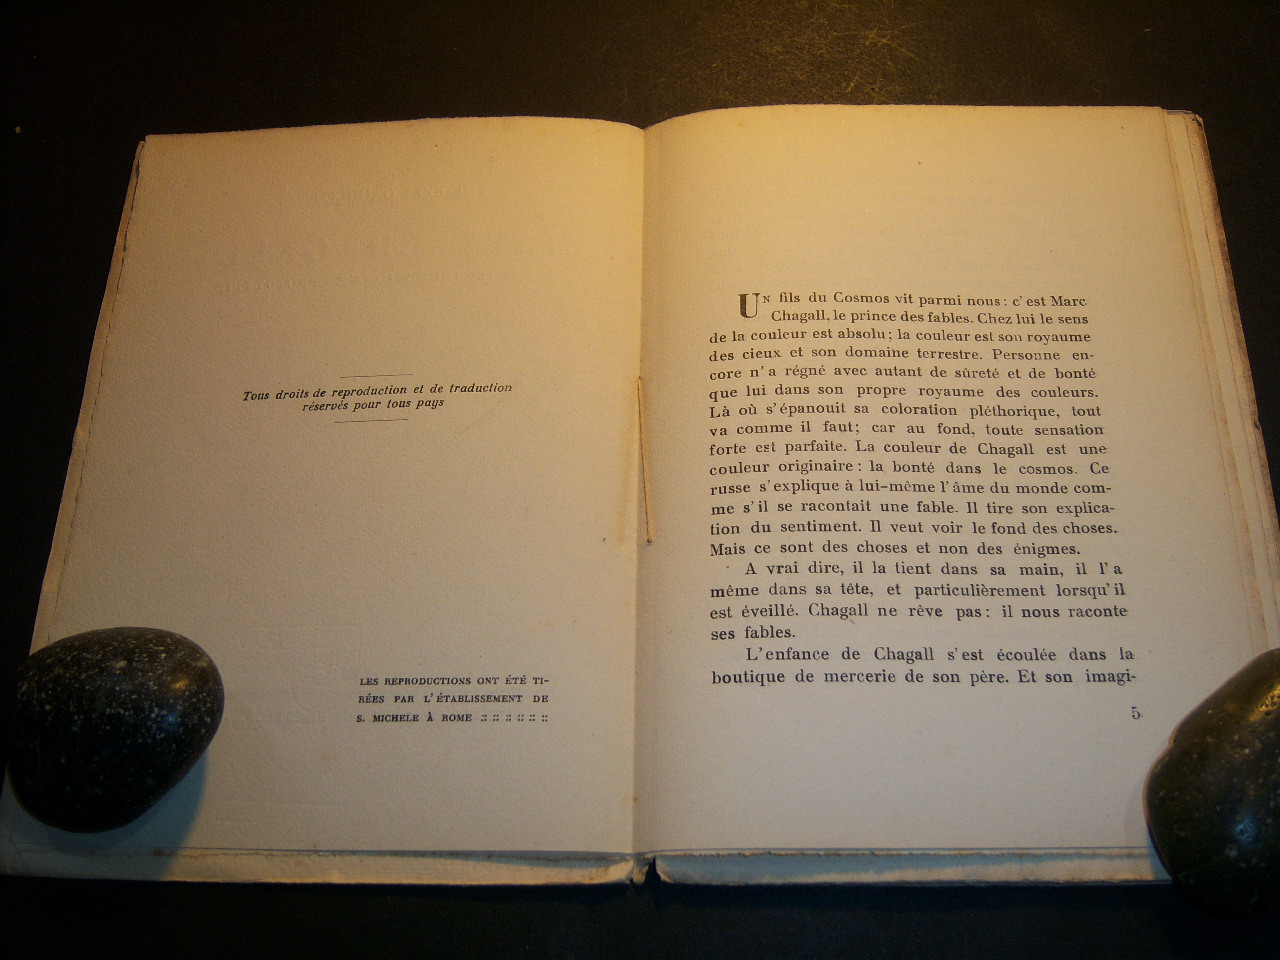 Tous droits de reproduction et de traduction
réservés pour tous pays
LES REPRODUCTIONS ONT ÉTÉ TI-
RÉES PAR L'ÉTABLISSEMENT DE
S. MICHELE À ROME :: :: :: :: :: ::
UN fils du Cosmos vit parmi nous : c'est Marc
Chagall, le prince des fables. Chez lui le sens
de la couleur est absolu ; la couleur est son royaume
des cieux et son domaine terrestre. Personne en-
core n'a régné avec autant de sûreté et de bonté
que lui dans son propre royaume des couleurs.
Là où s'épanouit sa coloration pléthorique, tout
va comme il faut ; car au fond, toute sensation
forte est parfaite. La couleur de Chagall est une
couleur originaire : la bonté dans le cosmos. Ce
russe s'explique à lui-même l'âme du monde com-
me s'il se racontait une fable. Il tire son explica-
tion du sentiment. Il veut voir le fond des choses.
Mais ce sont des choses et non des énigmes.
A vrai dire, il la tient dans sa main, il l'a
même dans sa tête, et particulièrement lorsqu'il
est éveillé. Chagall ne rêve pas : il nous raconte
ses fables.
L'enfance de Chagall s'est écoulée dans la
boutique de mercerie de son père. Et son imagi-
5